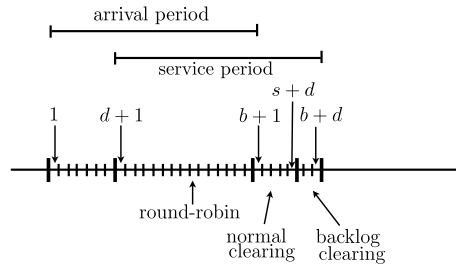 arrival period
service period
s + d
1
d + 1
b + 1
b + d
round-robin
normal
clearing
backlog
clearing